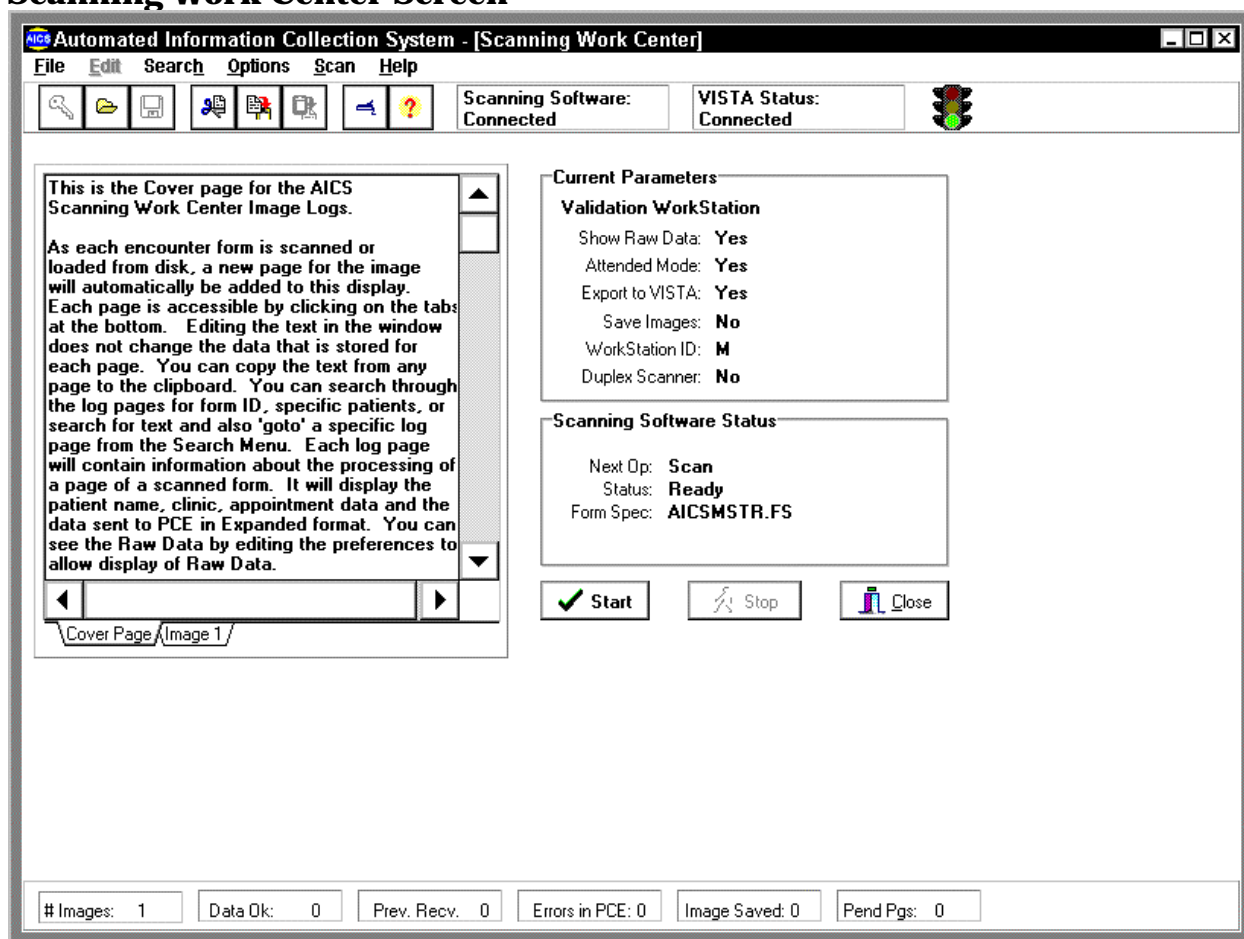 Scanning Work Center Screen
AICS Automated Information Collection System - [Scanning Work Center]
File Edit Search Options Scan Help
Scanning Software: VISTA Status:
Connected Connected
This is the Cover page for the AICS
Scanning Work Center Image Logs.
As each encounter form is scanned or
loaded from disk, a new page for the image
will automatically be added to this display.
Each page is accessible by clicking on the tabs
at the bottom. Editing the text in the window
does not change the data that is stored for
each page. You can copy the text from any
page to the clipboard. You can search through
the log pages for form ID, specific patients, or
search for text and also 'goto' a specific log
page from the Search Menu. Each log page
will contain information about the processing of
a page of a scanned form. It will display the
patient name, clinic, appointment data and the
data sent to PCE in Expanded format. You can
see the Raw Data by editing the preferences to
allow display of Raw Data.
Cover Page Image 1
Current Parameters
Validation WorkStation
Show Raw Data: Yes
Attended Mode: Yes
Export to VISTA: Yes
Save Images: No
WorkStation ID: M
Duplex Scanner: No
Scanning Software Status
Next Op: Scan
Status: Ready
Form Spec: AICSMSTR.FS
Start Stop Close
# Images: 1 Data Ok: 0 Prev. Recv. 0 Errors in PCE: 0 Image Saved: 0 Pend Pgs: 0